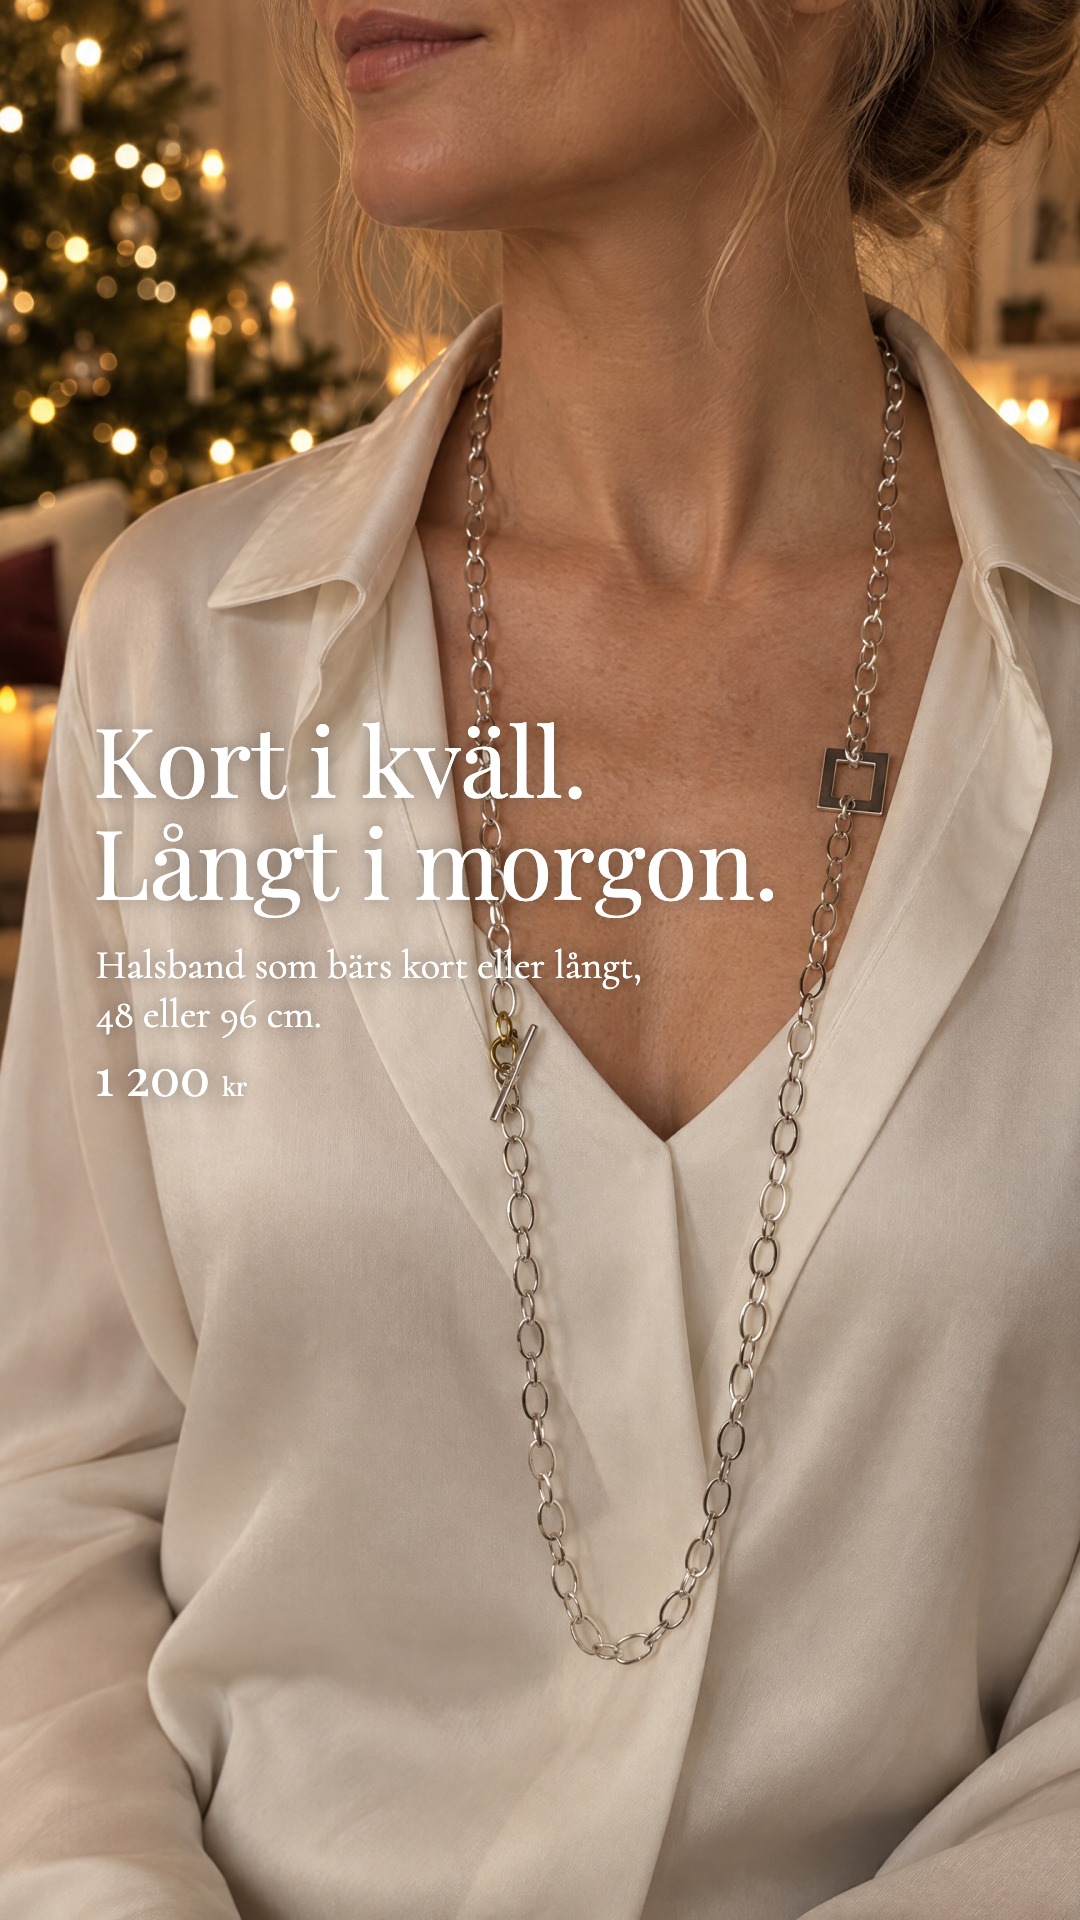 Kort i kväll.
Långt i morgon.
Halsband som bärs kort eller långt,
48 eller 96 cm.
1 200 kr